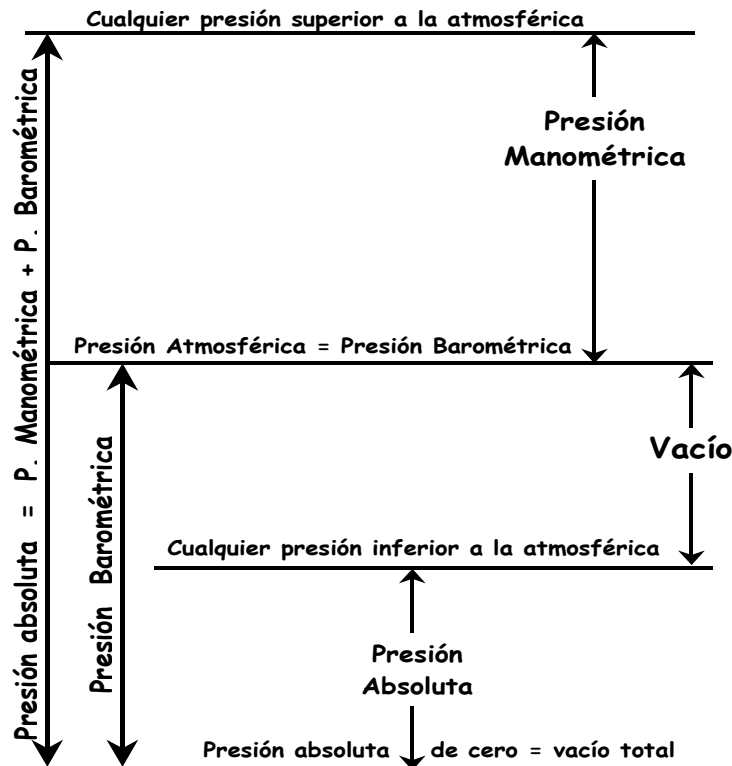 Cualquier presión superior a la atmosférica
Presión
Manométrica
Presión absoluta = P. Manométrica + P. Barométrica
Presión Atmosférica = Presión Barométrica
Presión Barométrica
Vacío
Cualquier presión inferior a la atmosférica
Presión
Absoluta
Presión absoluta de cero = vacío total